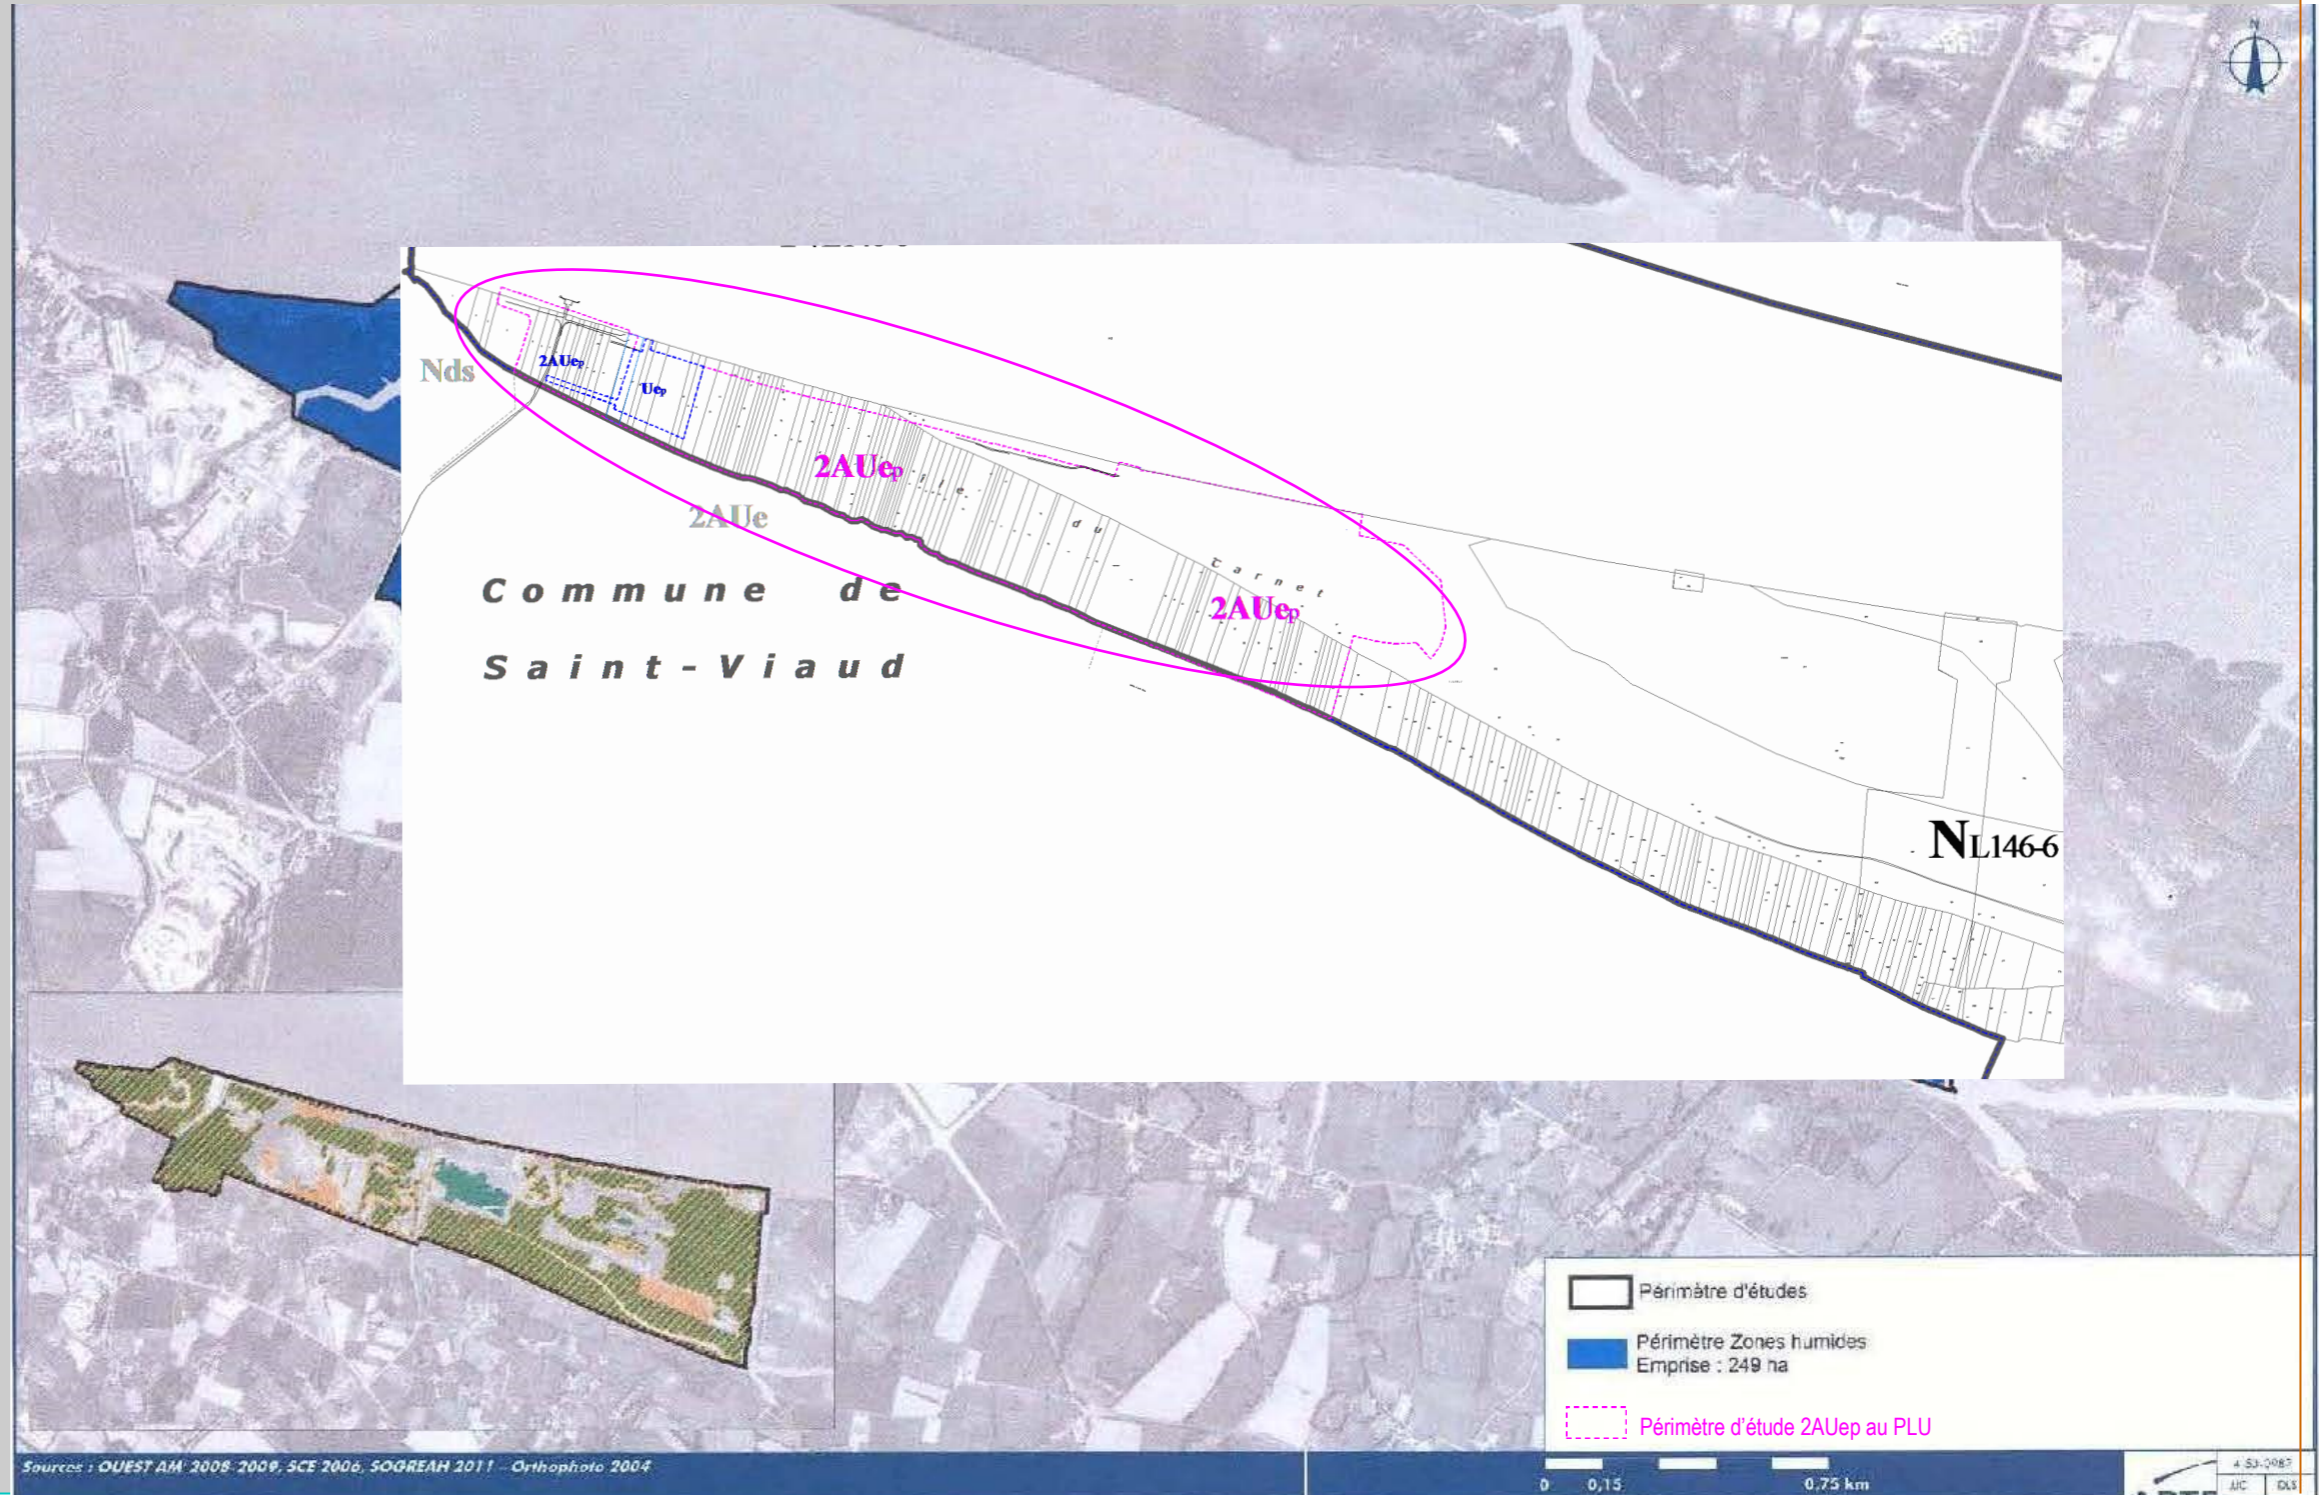 N
Nds
2AUep
Uep
2AUep
ile
du
Carnet
2AUe
2AUep
Commune de
Saint-Viaud
NL146-6
Périmètre d'études
Périmètre Zones humides
Emprise : 249 ha
Périmètre d'étude 2AUep au PLU
Sources : OUEST AM 2008-2009, SCE 2006, SOGREAH 2011 - Orthophoto 2004
0 0,15 0,75 km